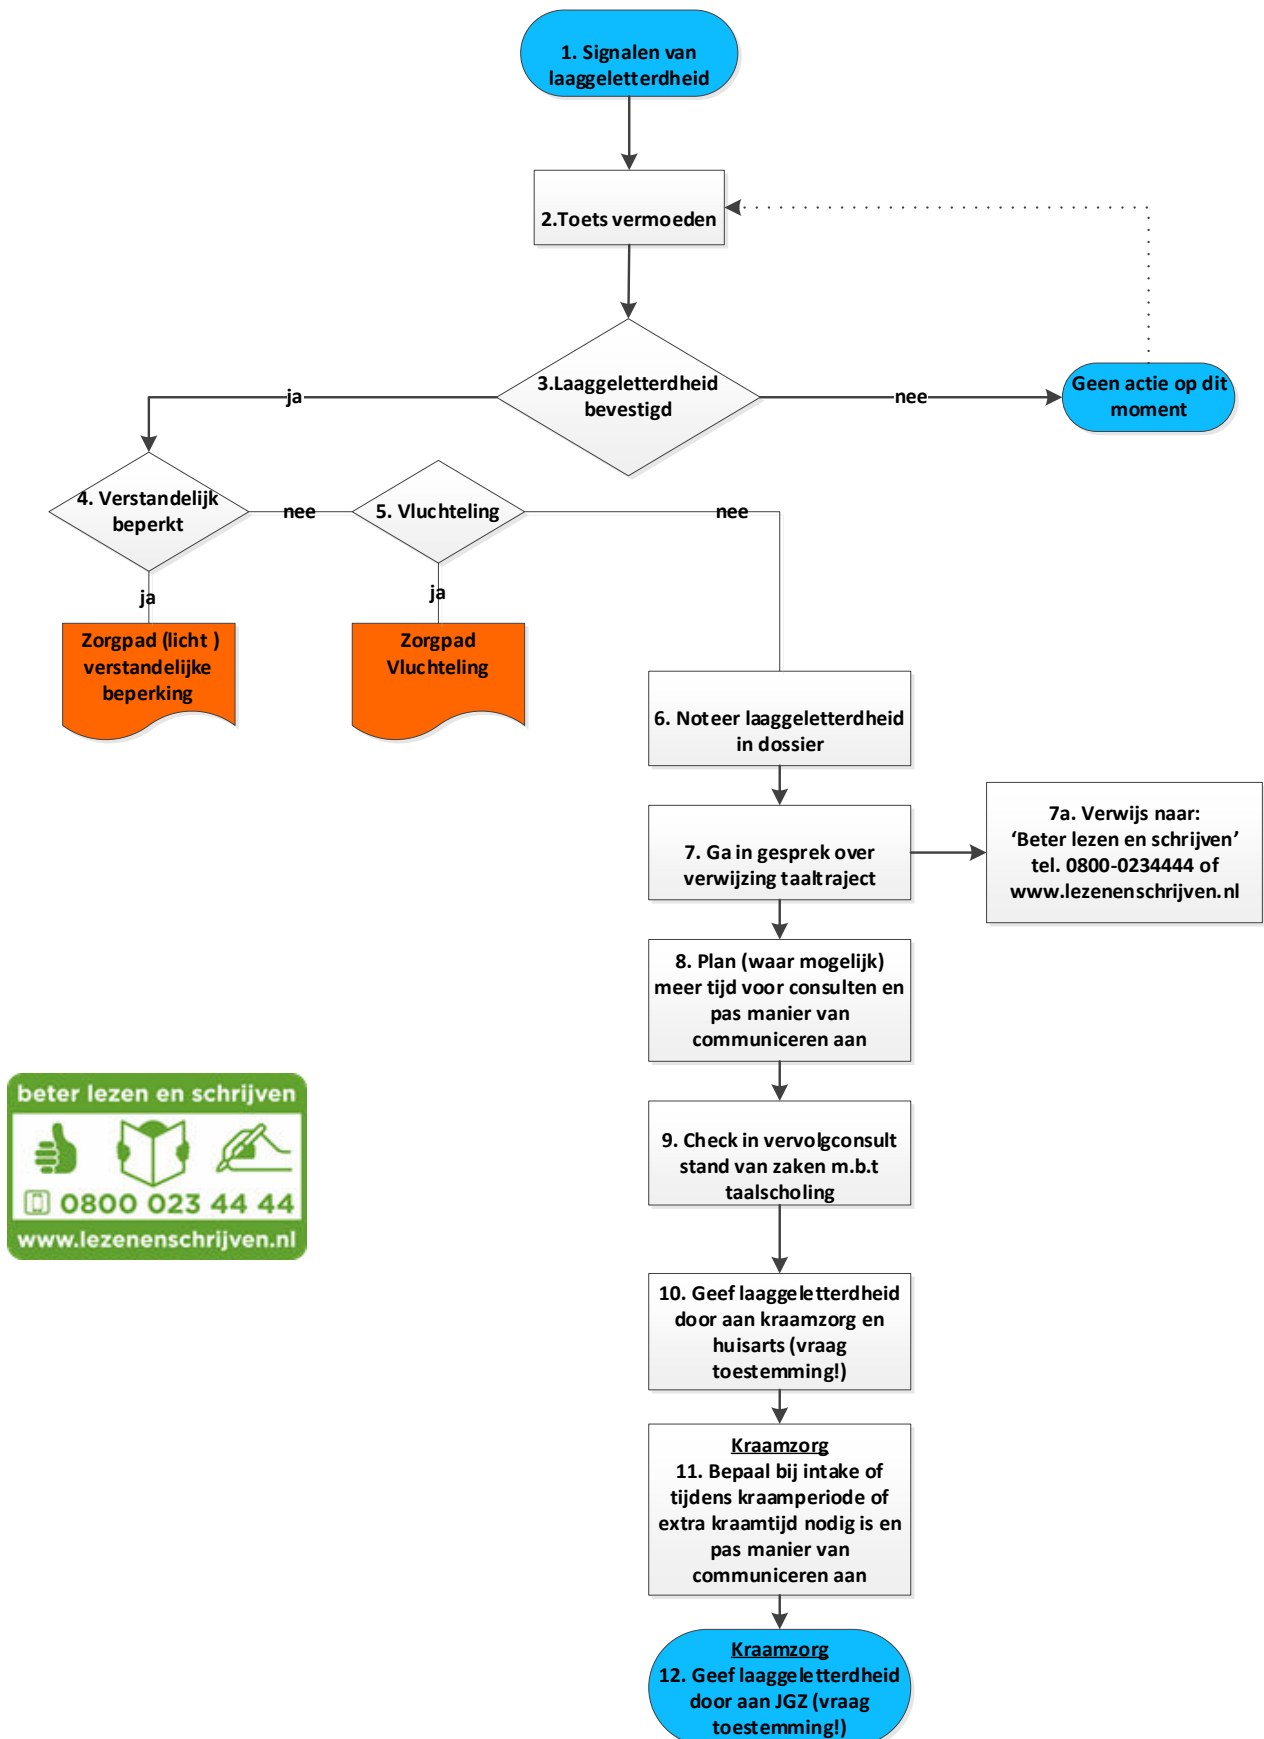 1. Signalen van
laaggeletterdheid
2.Toets vermoeden
3.Laaggeletterdheid
bevestigd
ja
nee
Geen actie op dit
moment
4. Verstandelijk
beperkt
nee
5. Vluchteling
nee
ja
ja
Zorgpad (licht )
verstandelijke
beperking
Zorgpad
Vluchteling
6. Noteer laaggeletterdheid
in dossier
7. Ga in gesprek over
verwijzing taaltraject
7a. Verwijs naar:
‘Beter lezen en schrijven’
tel. 0800-0234444 of
www.lezenenschrijven.nl
8. Plan (waar mogelijk)
meer tijd voor consulten en
pas manier van
communiceren aan
9. Check in vervolgconsult
stand van zaken m.b.t
taalscholing
beter lezen en schrijven
0800 023 44 44
www.lezenenschrijven.nl
10. Geef laaggeletterdheid
door aan kraamzorg en
huisarts (vraag
toestemming!)
Kraamzorg
11. Bepaal bij intake of
tijdens kraamperiode of
extra kraamtijd nodig is en
pas manier van
communiceren aan
Kraamzorg
12. Geef laaggeletterdheid
door aan JGZ (vraag
toestemming!)